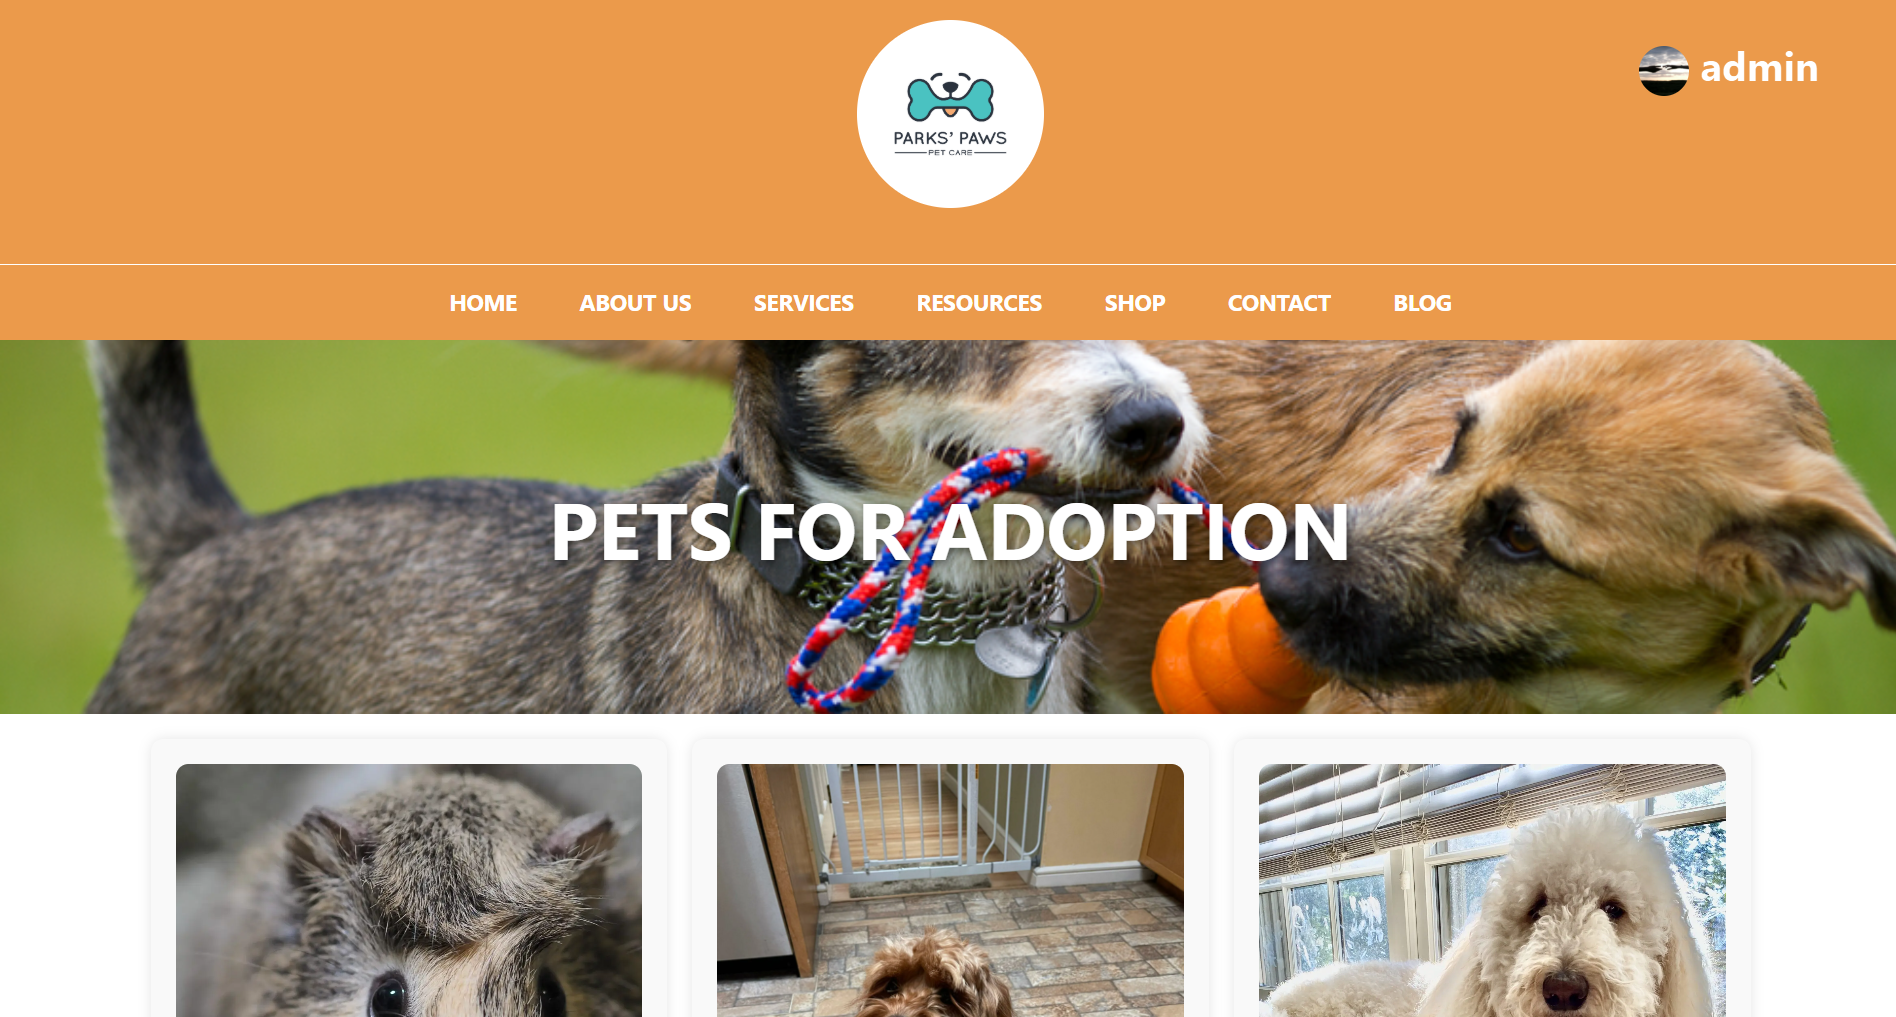 PARKS' PAWS
PET CARE
admin
HOME ABOUT US SERVICES RESOURCES SHOP CONTACT BLOG
PETS FOR ADOPTION